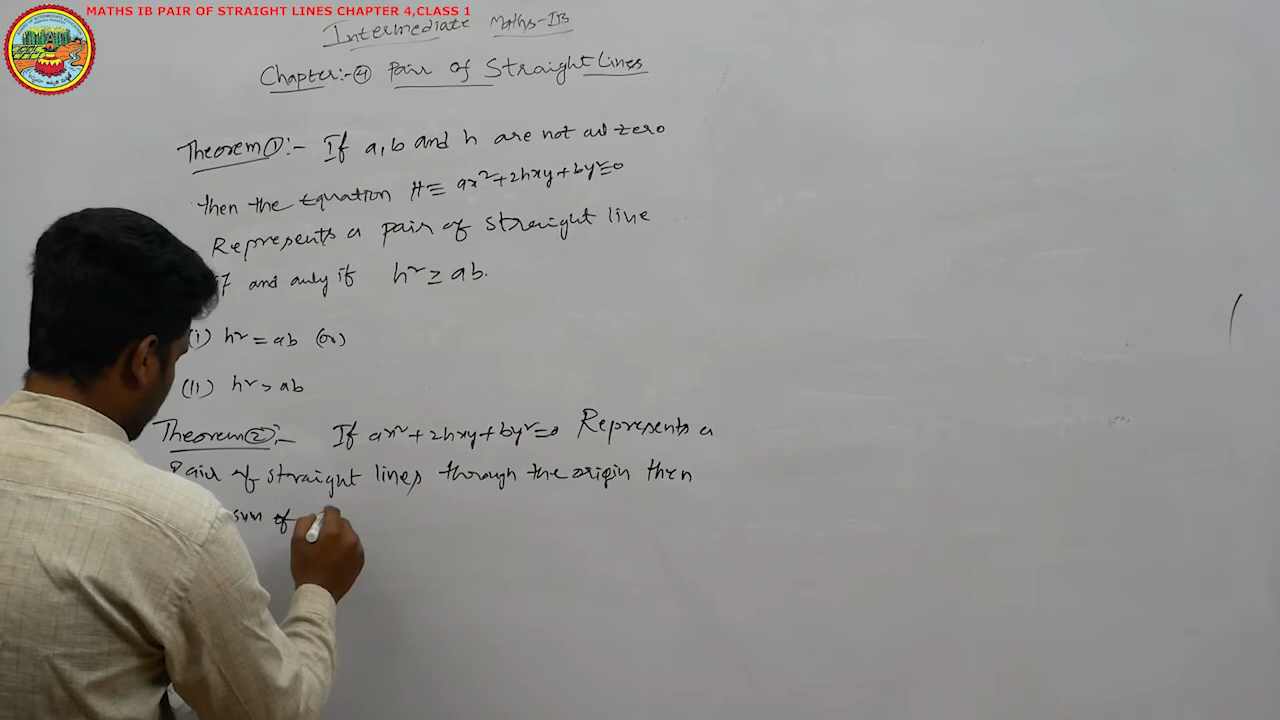 MATHS IB PAIR OF STRAIGHT LINES CHAPTER 4,CLASS 1
Intermediate Maths-IB
Chapter:-④ Pair of Straight Lines
Theorem①:- If a,b and h are not all zero
then the Equation H≡ ax²+2hxy+by²=0
Represents a pair of straight line
if and only if h² ≥ ab.
(i) h² = ab (or)
(ii) h² > ab
Theorem②:- If ax²+2hxy+by²=0 Represents a
Pair of straight lines through the origin then
sum of